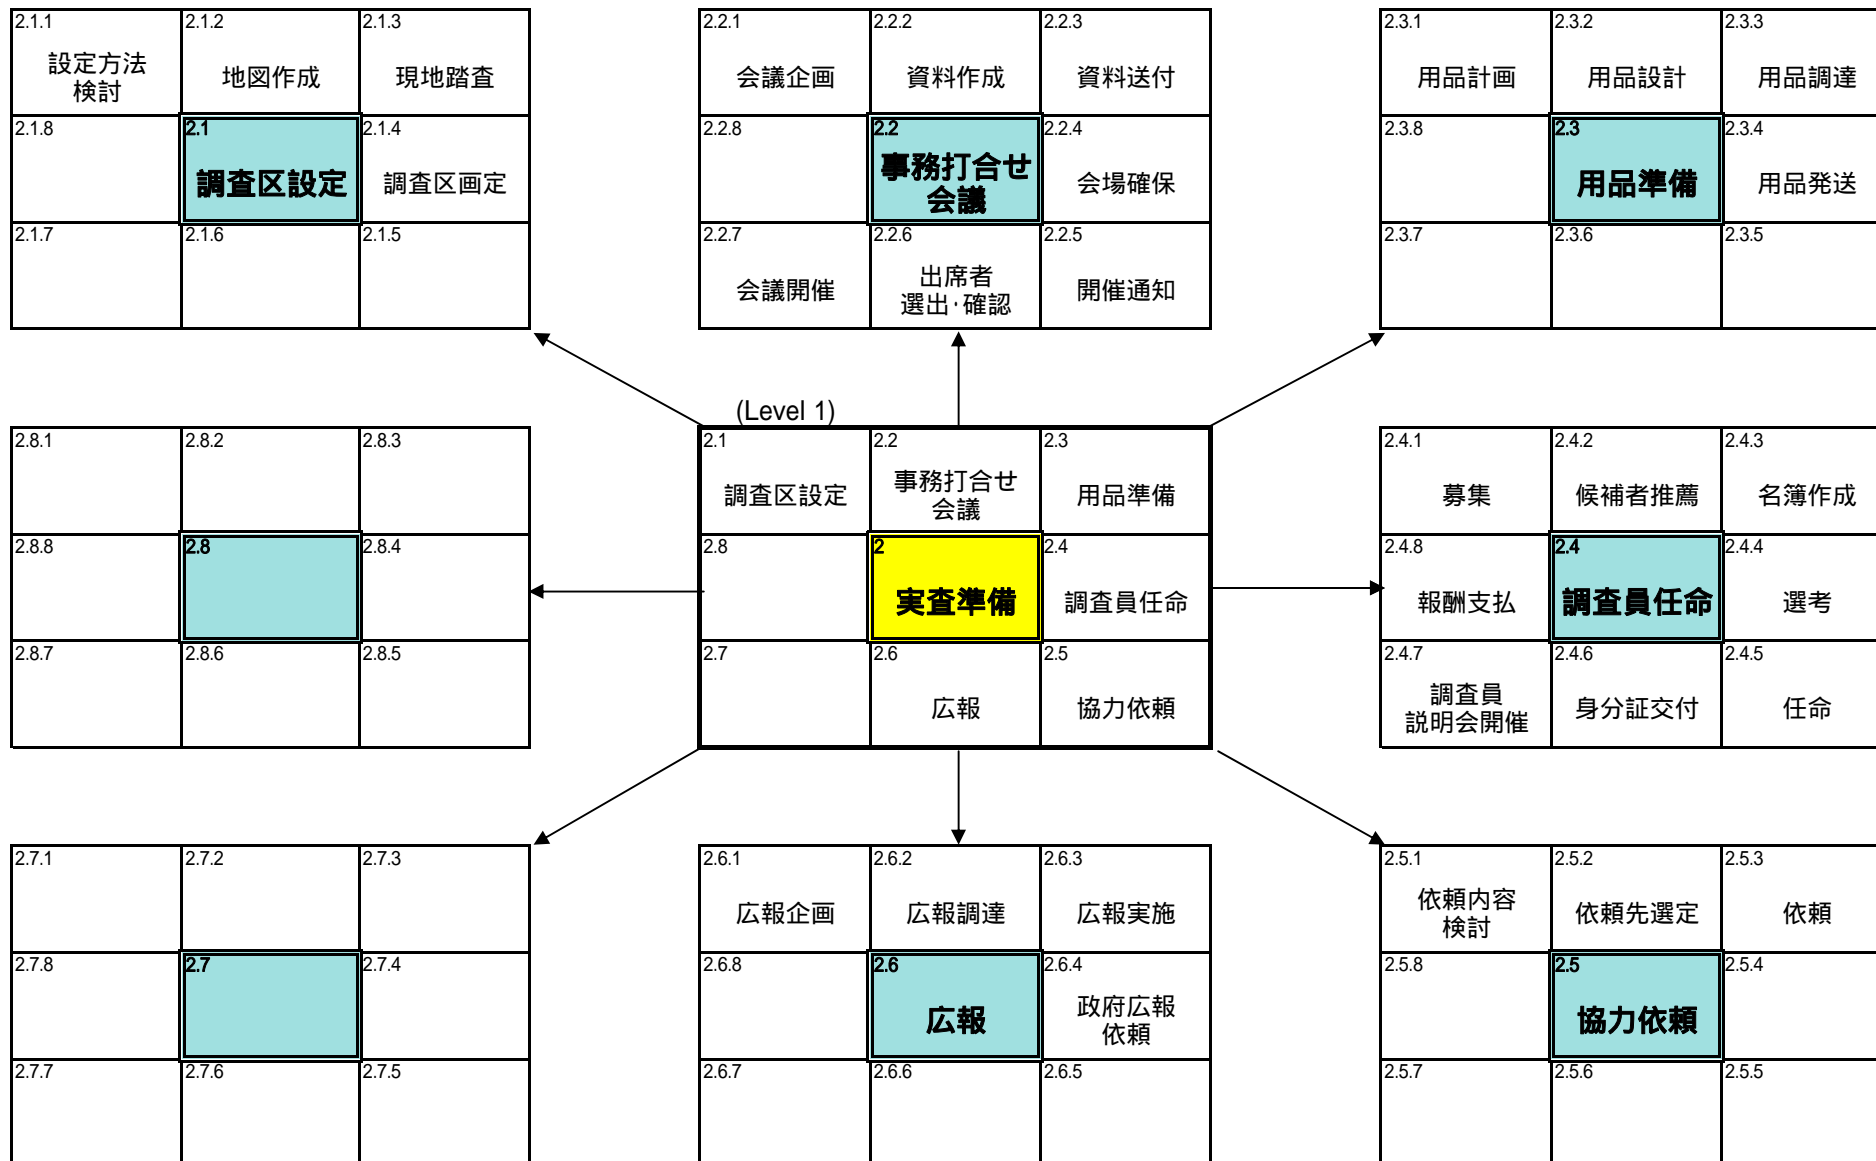 2.1.1
設定方法
検討
2.1.2
地図作成
2.1.3
現地踏査
2.1.8
2.1
調査区設定
2.1.4
調査区画定
2.1.7
2.1.6
2.1.5
2.2.1
会議企画
2.2.2
資料作成
2.2.3
資料送付
2.2.8
2.2
事務打合せ
会議
2.2.4
会場確保
2.2.7
会議開催
2.2.6
出席者
選出･確認
2.2.5
開催通知
2.3.1
用品計画
2.3.2
用品設計
2.3.3
用品調達
2.3.8
2.3
用品準備
2.3.4
用品発送
2.3.7
2.3.6
2.3.5
2.8.1
2.8.2
2.8.3
2.8.8
2.8
2.8.4
2.8.7
2.8.6
2.8.5
(Level 1)
2.1
調査区設定
2.2
事務打合せ
会議
2.3
用品準備
2.8
2
実査準備
2.4
調査員任命
2.7
2.6
広報
2.5
協力依頼
2.4.1
募集
2.4.2
候補者推薦
2.4.3
名簿作成
2.4.8
報酬支払
2.4
調査員任命
2.4.4
選考
2.4.7
調査員
説明会開催
2.4.6
身分証交付
2.4.5
任命
2.7.1
2.7.2
2.7.3
2.7.8
2.7
2.7.4
2.7.7
2.7.6
2.7.5
2.6.1
広報企画
2.6.2
広報調達
2.6.3
広報実施
2.6.8
2.6
広報
2.6.4
政府広報
依頼
2.6.7
2.6.6
2.6.5
2.5.1
依頼内容
検討
2.5.2
依頼先選定
2.5.3
依頼
2.5.8
2.5
協力依頼
2.5.4
2.5.7
2.5.6
2.5.5